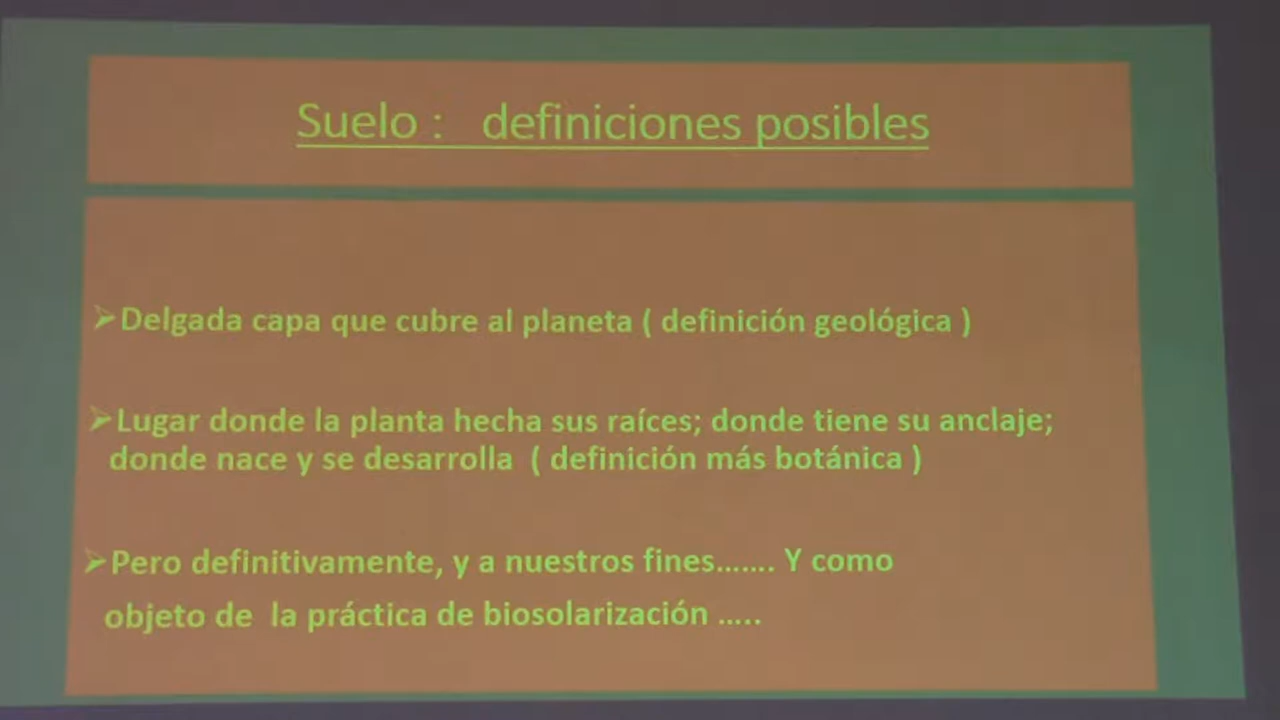 Suelo : definiciones posibles
➢Delgada capa que cubre al planeta ( definición geológica )
➢Lugar donde la planta hecha sus raíces; donde tiene su anclaje;
donde nace y se desarrolla ( definición más botánica )
➢Pero definitivamente, y a nuestros fines……. Y como
objeto de la práctica de biosolarización …..